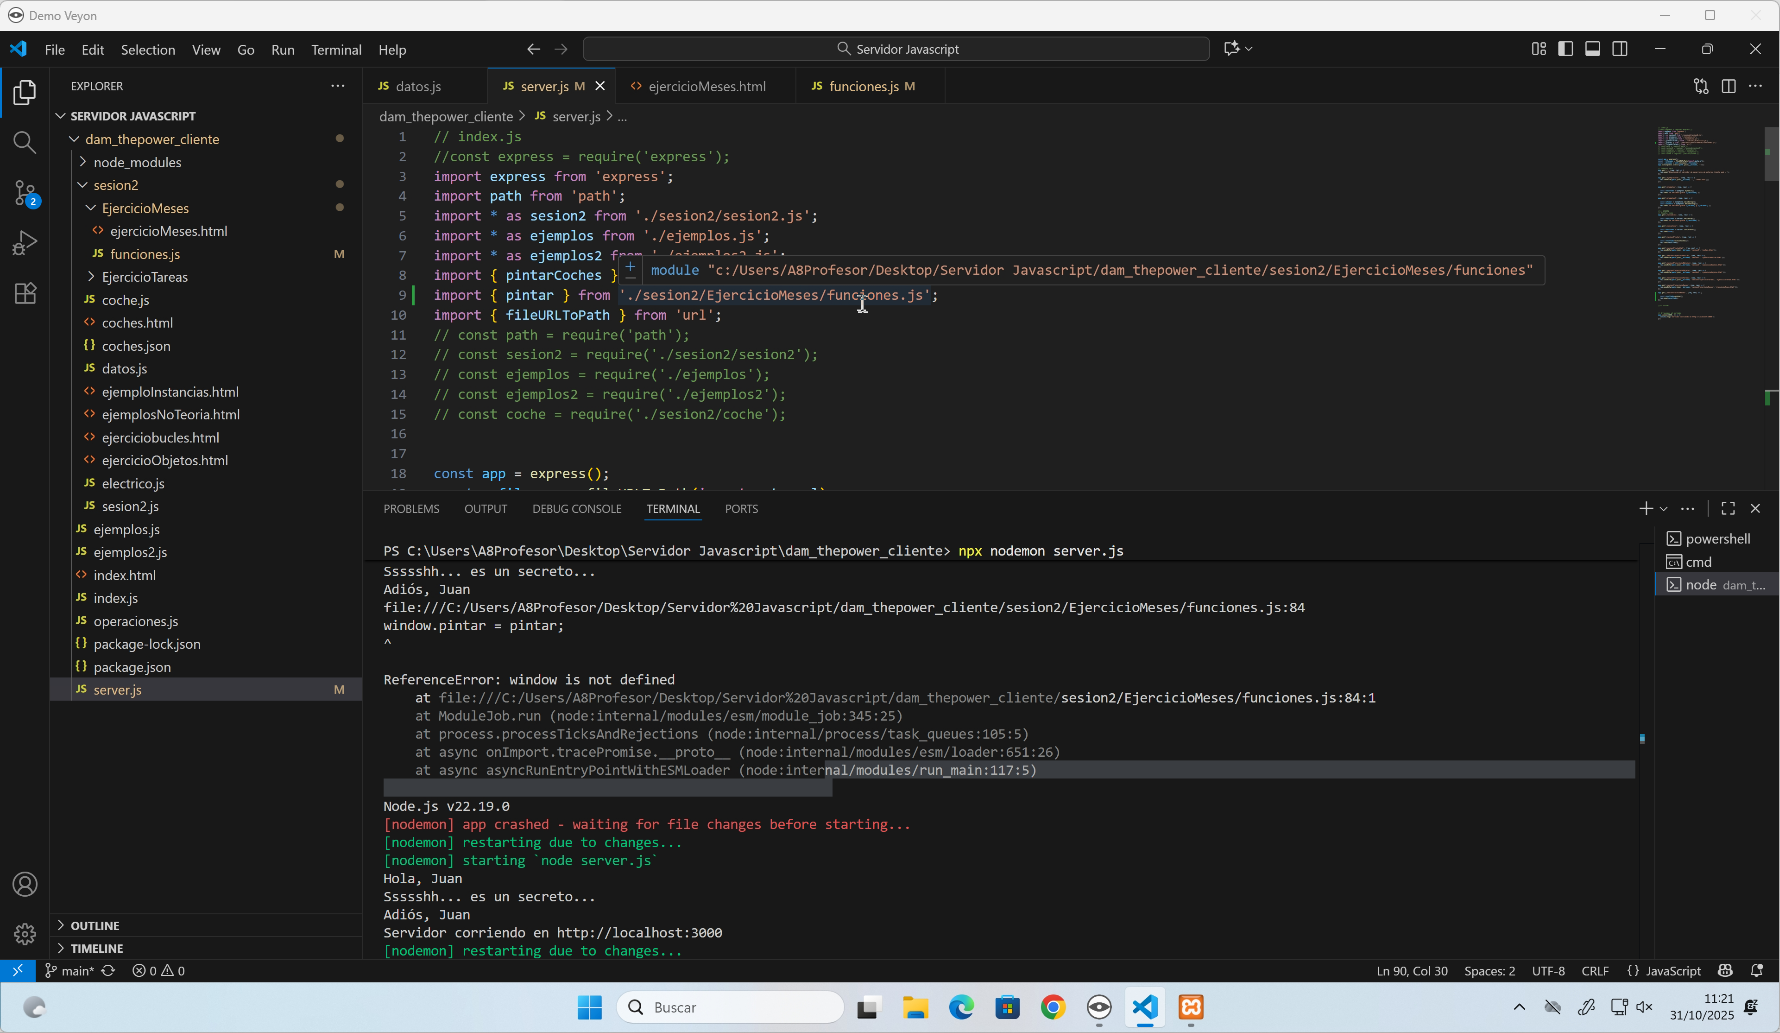 Demo Veyon
File Edit Selection View Go Run Terminal Help
Servidor Javascript
EXPLORER
SERVIDOR JAVASCRIPT
dam_thepower_cliente
node_modules
sesion2
EjercicioMeses
ejercicioMeses.html
funciones.js M
EjercicioTareas
coche.js
coches.html
coches.json
datos.js
ejemploInstancias.html
ejemplosNoTeoria.html
ejerciciobucles.html
ejercicioObjetos.html
electrico.js
sesion2.js
ejemplos.js
ejemplos2.js
index.html
index.js
operaciones.js
package-lock.json
package.json
server.js M
OUTLINE
TIMELINE
2
datos.js
server.js M
ejercicioMeses.html
funciones.js M
dam_thepower_cliente > JS server.js > ...
1 // index.js
2 //const express = require('express');
3 import express from 'express';
4 import path from 'path';
5 import * as sesion2 from './sesion2/sesion2.js';
6 import * as ejemplos from './ejemplos.js';
7 import * as ejemplos2 from './ejemplos2.js';
module "c:/Users/A8Profesor/Desktop/Servidor Javascript/dam_thepower_cliente/sesion2/EjercicioMeses/funciones"
8 import { pintarCoches }
9 import { pintar } from './sesion2/EjercicioMeses/funciones.js';
10 import { fileURLToPath } from 'url';
11 // const path = require('path');
12 // const sesion2 = require('./sesion2/sesion2');
13 // const ejemplos = require('./ejemplos');
14 // const ejemplos2 = require('./ejemplos2');
15 // const coche = require('./sesion2/coche');
16
17
18 const app = express();
PROBLEMS OUTPUT DEBUG CONSOLE TERMINAL PORTS
PS C:\Users\A8Profesor\Desktop\Servidor Javascript\dam_thepower_cliente> npx nodemon server.js
Ssssshh... es un secreto...
Adiós, Juan
file:///C:/Users/A8Profesor/Desktop/Servidor%20Javascript/dam_thepower_cliente/sesion2/EjercicioMeses/funciones.js:84
window.pintar = pintar;
^
ReferenceError: window is not defined
at file:///C:/Users/A8Profesor/Desktop/Servidor%20Javascript/dam_thepower_cliente/sesion2/EjercicioMeses/funciones.js:84:1
at ModuleJob.run (node:internal/modules/esm/module_job:345:25)
at process.processTicksAndRejections (node:internal/process/task_queues:105:5)
at async onImport.tracePromise.__proto__ (node:internal/modules/esm/loader:651:26)
at async asyncRunEntryPointWithESMLoader (node:internal/modules/run_main:117:5)
Node.js v22.19.0
[nodemon] app crashed - waiting for file changes before starting...
[nodemon] restarting due to changes...
[nodemon] starting `node server.js`
Hola, Juan
Ssssshh... es un secreto...
Adiós, Juan
Servidor corriendo en http://localhost:3000
[nodemon] restarting due to changes...
powershell
cmd
node dam_t...
main* 0 0
Ln 90, Col 30 Spaces: 2 UTF-8 CRLF {} JavaScript
Buscar
11:21
31/10/2025